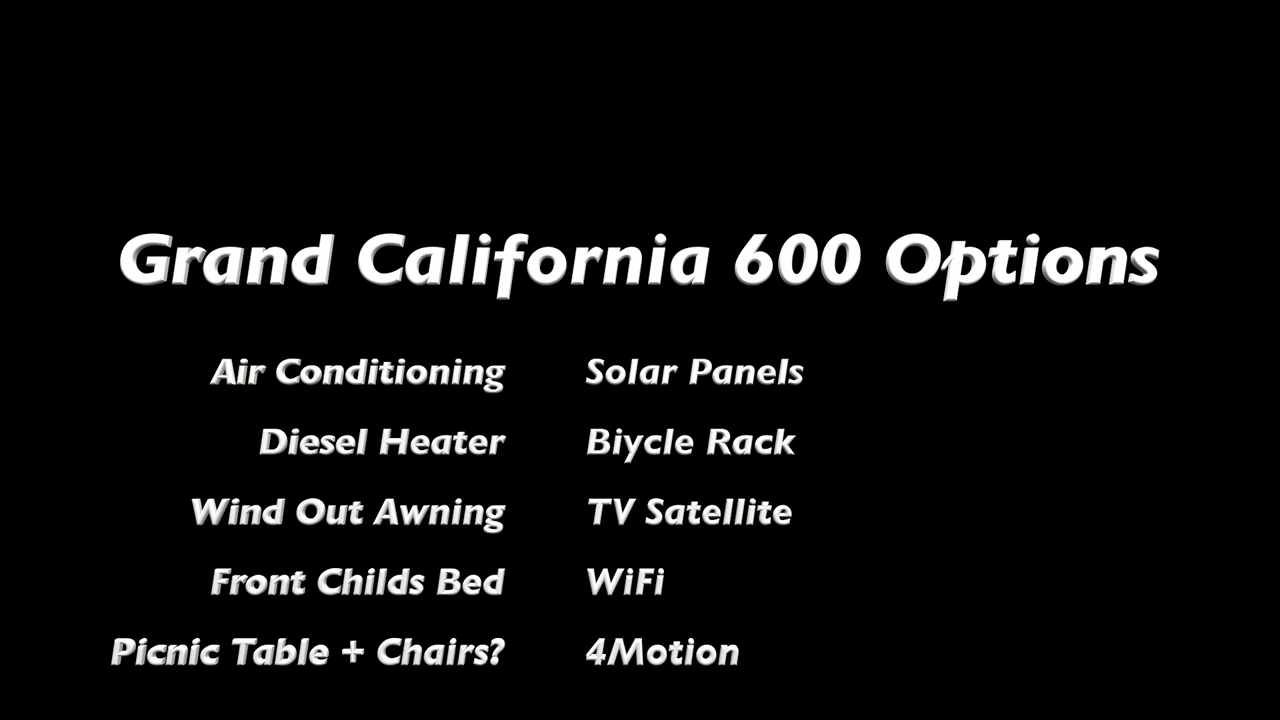 Grand California 600 Options
Air Conditioning Solar Panels
Diesel Heater Biycle Rack
Wind Out Awning TV Satellite
Front Childs Bed WiFi
Picnic Table + Chairs? 4Motion